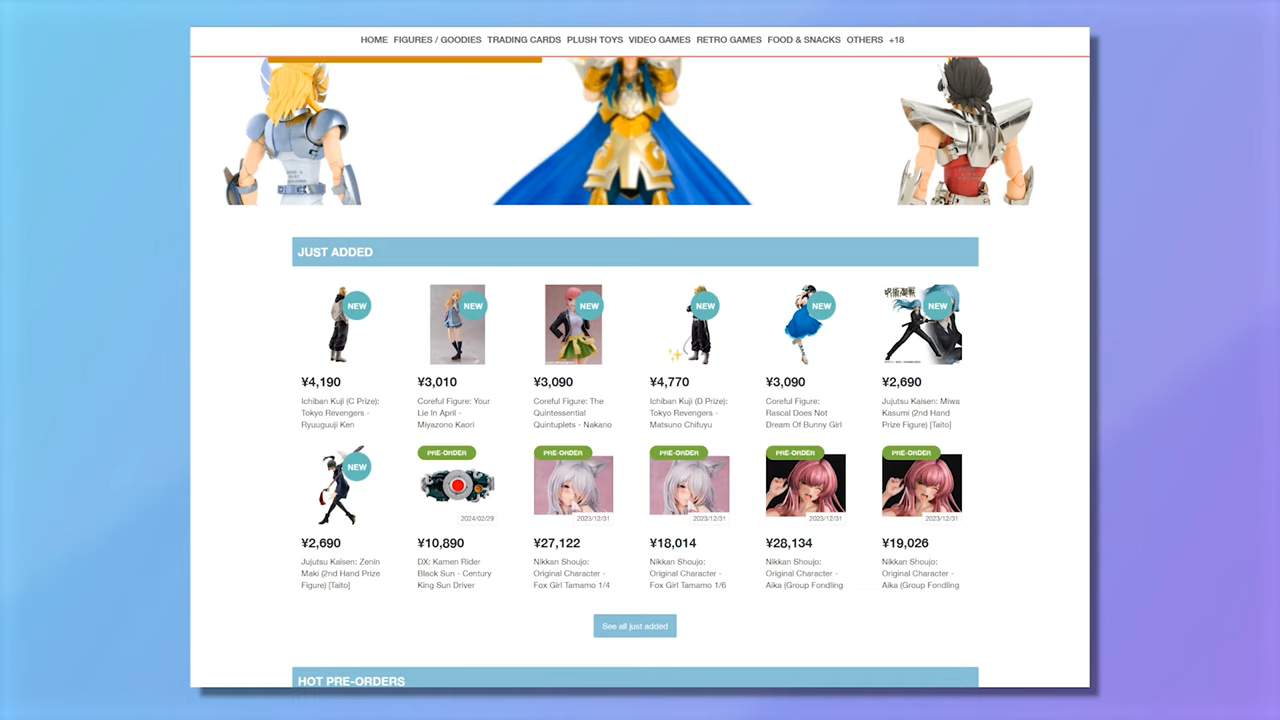 HOME FIGURES / GOODIES TRADING CARDS PLUSH TOYS VIDEO GAMES RETRO GAMES FOOD & SNACKS OTHERS +18
JUST ADDED
NEW NEW NEW NEW NEW NEW
呪術廻戦
¥4,190 ¥3,010 ¥3,090 ¥4,770 ¥3,090 ¥2,690
Ichiban Kuji (C Prize): Coreful Figure: Your Coreful Figure: The Ichiban Kuji (D Prize): Coreful Figure: Jujutsu Kaisen: Miwa
Tokyo Revengers - Lie In April - Quintessential Tokyo Revengers - Rascal Does Not Kasumi (2nd Hand
Ryuuguuji Ken Miyazono Kaori Quintuplets - Nakano Matsuno Chifuyu Dream Of Bunny Girl Prize Figure) [Taito]
NEW PRE-ORDER PRE-ORDER PRE-ORDER PRE-ORDER PRE-ORDER
2024/02/29 2023/12/31 2023/12/31 2023/12/31 2023/12/31
¥2,690 ¥10,890 ¥27,122 ¥18,014 ¥28,134 ¥19,026
Jujutsu Kaisen: Zenin DX: Kamen Rider Nikkan Shoujo: Nikkan Shoujo: Nikkan Shoujo: Nikkan Shoujo:
Maki (2nd Hand Prize Black Sun - Century Original Character - Original Character - Original Character - Original Character -
Figure) [Taito] King Sun Driver Fox Girl Tamamo 1/4 Fox Girl Tamamo 1/6 Aika (Group Fondling Aika (Group Fondling
See all just added
HOT PRE-ORDERS